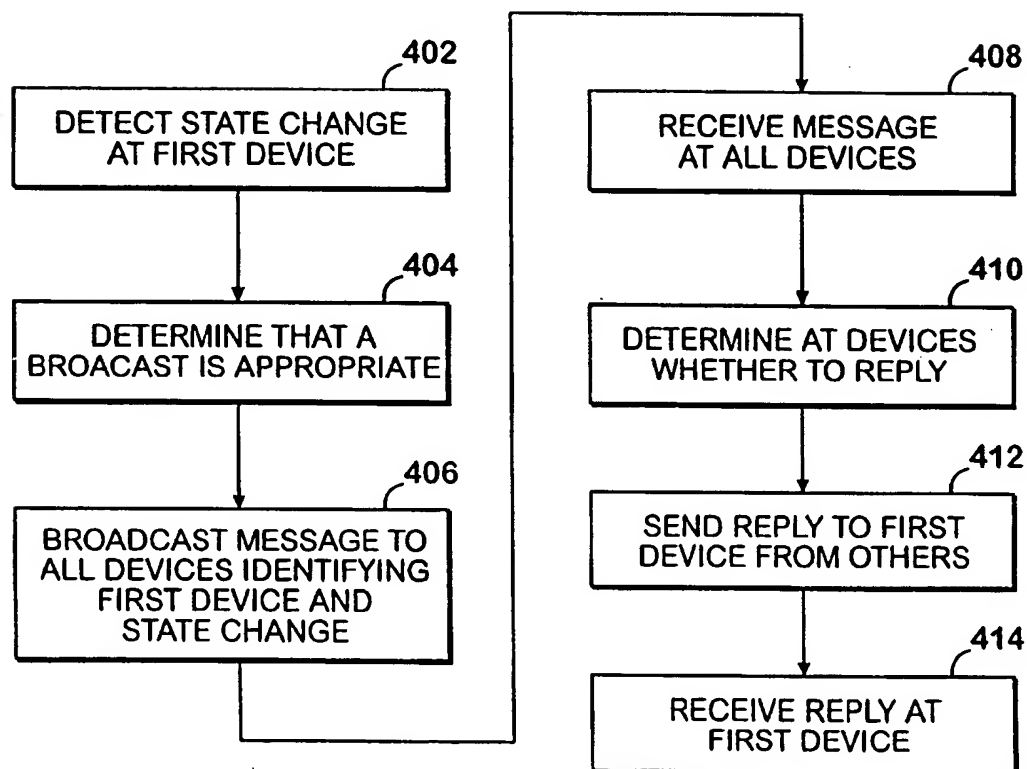 402
DETECT STATE CHANGE
AT FIRST DEVICE
404
DETERMINE THAT A
BROACAST IS APPROPRIATE
406
BROADCAST MESSAGE TO
ALL DEVICES IDENTIFYING
FIRST DEVICE AND
STATE CHANGE
408
RECEIVE MESSAGE
AT ALL DEVICES
410
DETERMINE AT DEVICES
WHETHER TO REPLY
412
SEND REPLY TO FIRST
DEVICE FROM OTHERS
414
RECEIVE REPLY AT
FIRST DEVICE